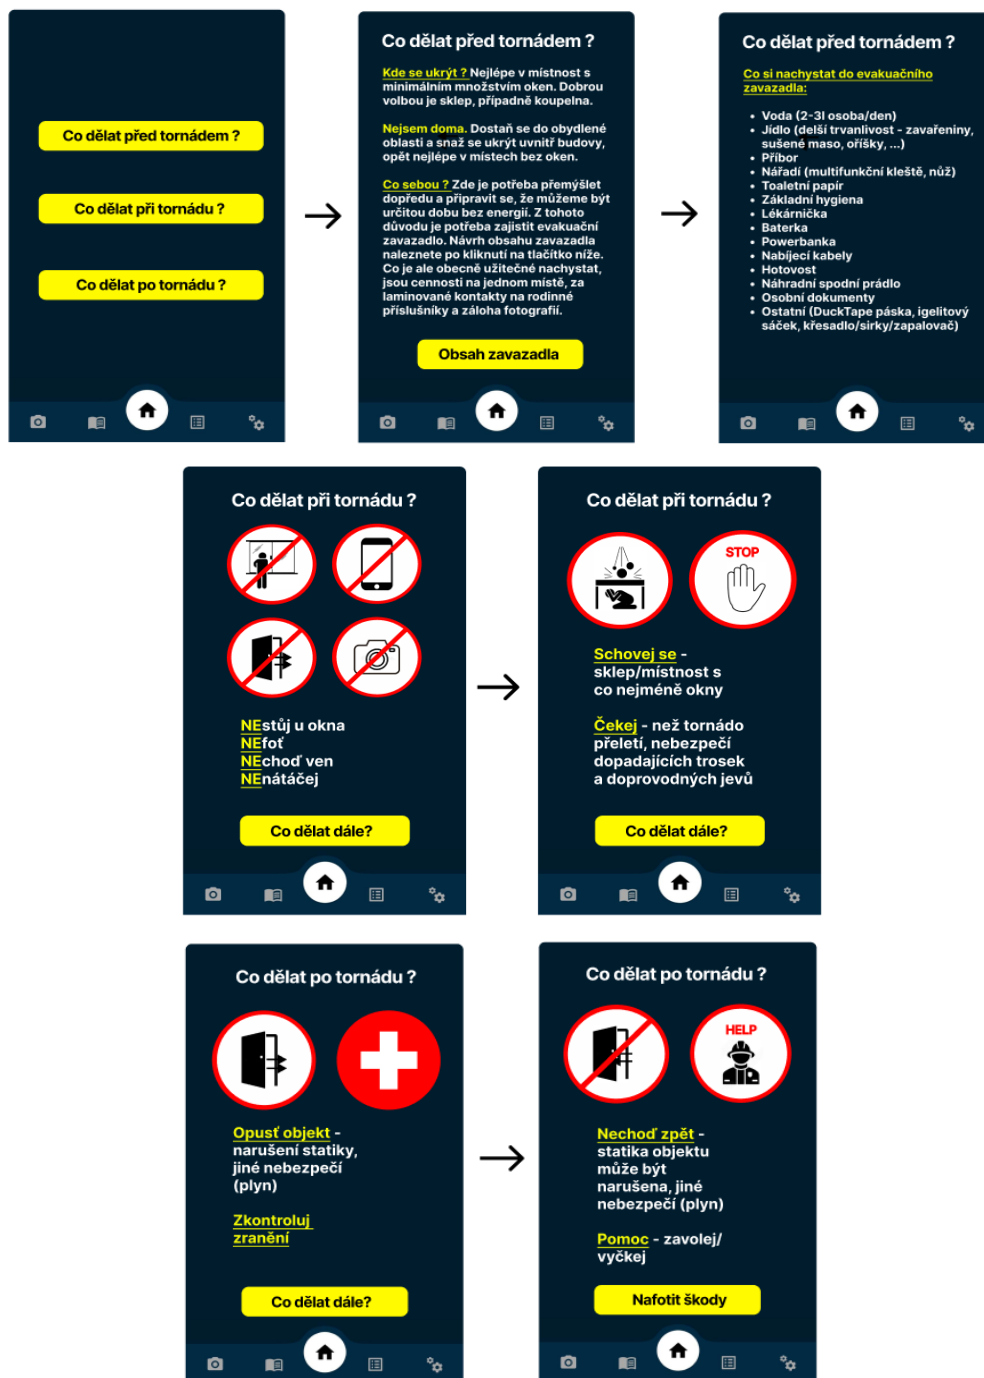 Co dělat před tornádem ?
Co dělat při tornádu ?
Co dělat po tornádu ?
Co dělat před tornádem ?
Kde se ukrýt ? Nejlépe v místnost s
minimálním množstvím oken. Dobrou
volbou je sklep, případně koupelna.
Nejsem doma. Dostaň se do obydlené
oblasti a snaž se ukrýt uvnitř budovy,
opět nejlépe v místech bez oken.
Co sebou ? Zde je potřeba přemýšlet
dopředu a připravit se, že můžeme být
určitou dobu bez energií. Z tohoto
důvodu je potřeba zajistit evakuační
zavazadlo. Návrh obsahu zavazadla
naleznete po kliknutí na tlačítko níže.
Co je ale obecně užitečné nachystat,
jsou cennosti na jednom místě, za
laminované kontakty na rodinné
příslušníky a záloha fotografií.
Obsah zavazadla
Co dělat před tornádem ?
Co si nachystat do evakuačního
zavazadla:
• Voda (2-3l osoba/den)
• Jídlo (delší trvanlivost - zavařeniny,
sušené maso, oříšky, ...)
• Příbor
• Nářadí (multifunkční kleště, nůž)
• Toaletní papír
• Základní hygiena
• Lékárnička
• Baterka
• Powerbanka
• Nabíjecí kabely
• Hotovost
• Náhradní spodní prádlo
• Osobní dokumenty
• Ostatní (DuckTape páska, igelitový
sáček, křesadlo/sirky/zapalovač)
Co dělat při tornádu ?
NEstůj u okna
NEfoť
NEchoď ven
NEnátáčej
Co dělat dále?
Co dělat při tornádu ?
STOP
Schovej se -
sklep/místnost s
co nejméně okny
Čekej - než tornádo
přeletí, nebezpečí
dopadajících trosek
a doprovodných jevů
Co dělat dále?
Co dělat po tornádu ?
Opusť objekt -
narušení statiky,
jiné nebezpečí
(plyn)
Zkontroluj
zranění
Co dělat dále?
Co dělat po tornádu ?
HELP
Nechoď zpět -
statika objektu
může být
narušena, jiné
nebezpečí (plyn)
Pomoc - zavolej/
vyčkej
Nafotit škody